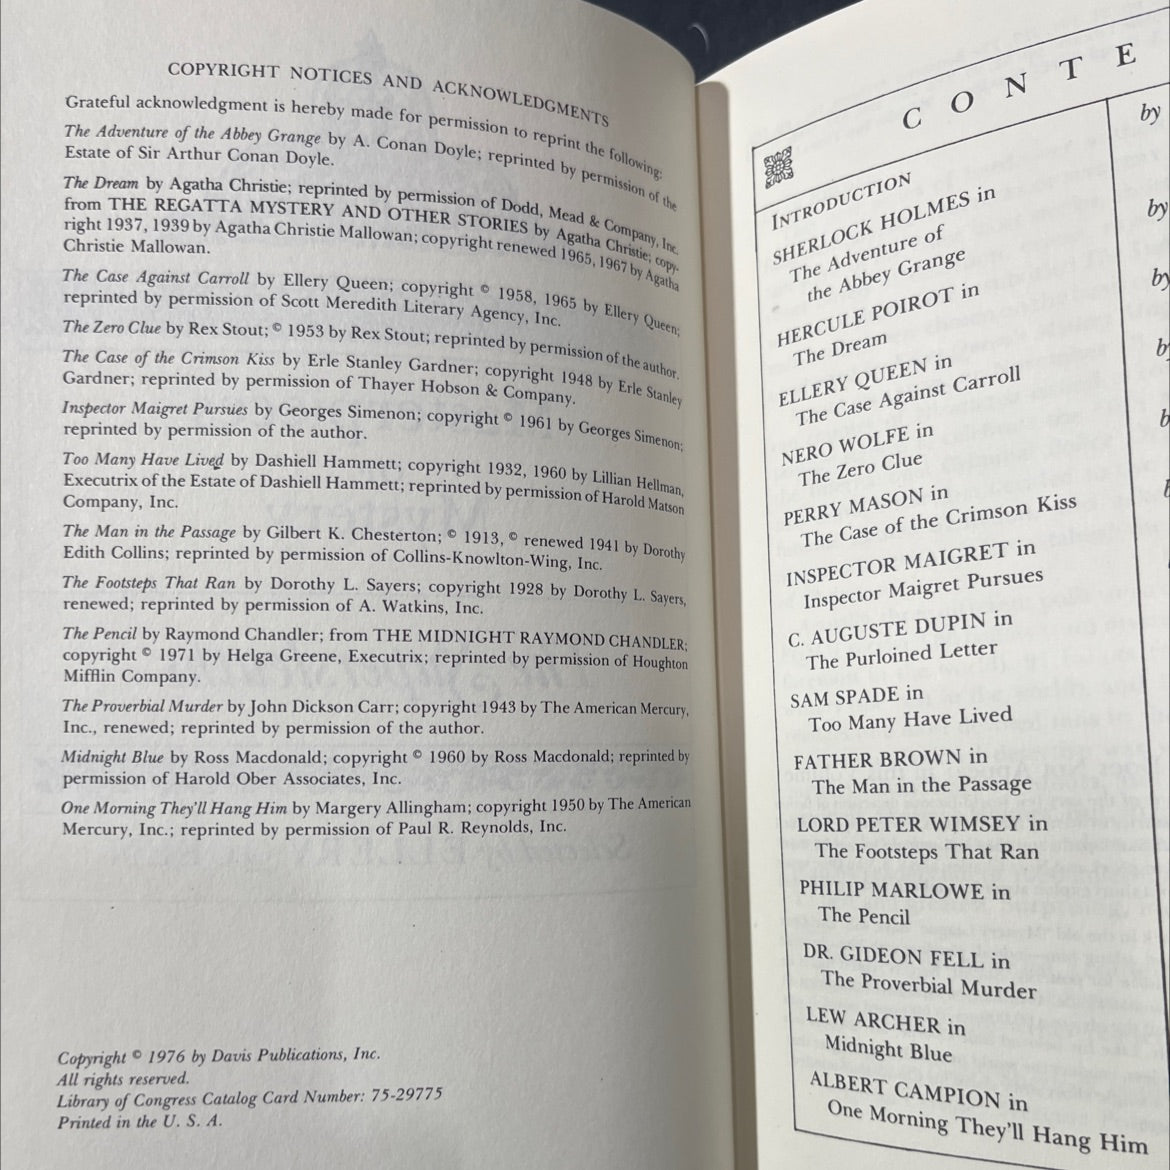 COPYRIGHT NOTICES AND ACKNOWLEDGMENTS
Grateful acknowledgment is hereby made for permission to reprint the following:
The Adventure of the Abbey Grange by A. Conan Doyle; reprinted by permission of the
Estate of Sir Arthur Conan Doyle.
The Dream by Agatha Christie; reprinted by permission of Dodd, Mead & Company, Inc.
from THE REGATTA MYSTERY AND OTHER STORIES by Agatha Christie; copy-
right 1937, 1939 by Agatha Christie Mallowan; copyright renewed 1965, 1967 by Agatha
Christie Mallowan.
The Case Against Carroll by Ellery Queen; copyright © 1958, 1965 by Ellery Queen;
reprinted by permission of Scott Meredith Literary Agency, Inc.
The Zero Clue by Rex Stout; © 1953 by Rex Stout; reprinted by permission of the author.
The Case of the Crimson Kiss by Erle Stanley Gardner; copyright 1948 by Erle Stanley
Gardner; reprinted by permission of Thayer Hobson & Company.
Inspector Maigret Pursues by Georges Simenon; copyright © 1961 by Georges Simenon;
reprinted by permission of the author.
Too Many Have Lived by Dashiell Hammett; copyright 1932, 1960 by Lillian Hellman,
Executrix of the Estate of Dashiell Hammett; reprinted by permission of Harold Matson
Company, Inc.
The Man in the Passage by Gilbert K. Chesterton; © 1913, © renewed 1941 by Dorothy
Edith Collins; reprinted by permission of Collins-Knowlton-Wing, Inc.
The Footsteps That Ran by Dorothy L. Sayers; copyright 1928 by Dorothy L. Sayers,
renewed; reprinted by permission of A. Watkins, Inc.
The Pencil by Raymond Chandler; from THE MIDNIGHT RAYMOND CHANDLER;
copyright © 1971 by Helga Greene, Executrix; reprinted by permission of Houghton
Mifflin Company.
The Proverbial Murder by John Dickson Carr; copyright 1943 by The American Mercury,
Inc., renewed; reprinted by permission of the author.
Midnight Blue by Ross Macdonald; copyright © 1960 by Ross Macdonald; reprinted by
permission of Harold Ober Associates, Inc.
One Morning They'll Hang Him by Margery Allingham; copyright 1950 by The American
Mercury, Inc.; reprinted by permission of Paul R. Reynolds, Inc.
Copyright © 1976 by Davis Publications, Inc.
All rights reserved.
Library of Congress Catalog Card Number: 75-29775
Printed in the U. S. A.
C O N T E
INTRODUCTION
SHERLOCK HOLMES in
The Adventure of
the Abbey Grange
HERCULE POIROT in
The Dream
ELLERY QUEEN in
The Case Against Carroll
NERO WOLFE in
The Zero Clue
PERRY MASON in
The Case of the Crimson Kiss
INSPECTOR MAIGRET in
Inspector Maigret Pursues
C. AUGUSTE DUPIN in
The Purloined Letter
SAM SPADE in
Too Many Have Lived
FATHER BROWN in
The Man in the Passage
LORD PETER WIMSEY in
The Footsteps That Ran
PHILIP MARLOWE in
The Pencil
DR. GIDEON FELL in
The Proverbial Murder
LEW ARCHER in
Midnight Blue
ALBERT CAMPION in
One Morning They'll Hang Him
by
by
by
by